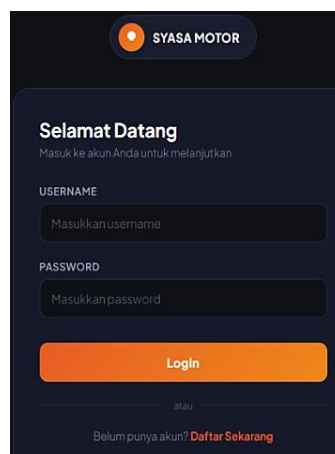 SYASA MOTOR
Selamat Datang
Masuk ke akun Anda untuk melanjutkan
USERNAME
Masukkan username
PASSWORD
Masukkan password
Login
atau
Belum punya akun? Daftar Sekarang